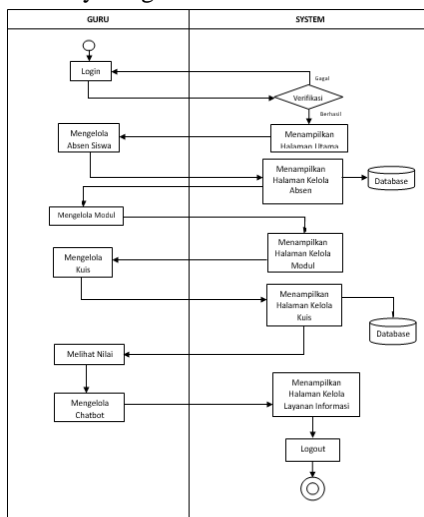 GURU
SYSTEM
Login
Gagal
Verifikasi
Berhasil
Mengelola
Absen Siswa
Menampilkan
Halaman Utama
Menampilkan
Halaman Kelola
Absen
Database
Mengelola Modul
Menampilkan
Halaman Kelola
Modul
Mengelola
Kuis
Menampilkan
Halaman Kelola
Kuis
Database
Melihat Nilai
Mengelola
Chatbot
Menampilkan
Halaman Kelola
Layanan Informasi
Logout